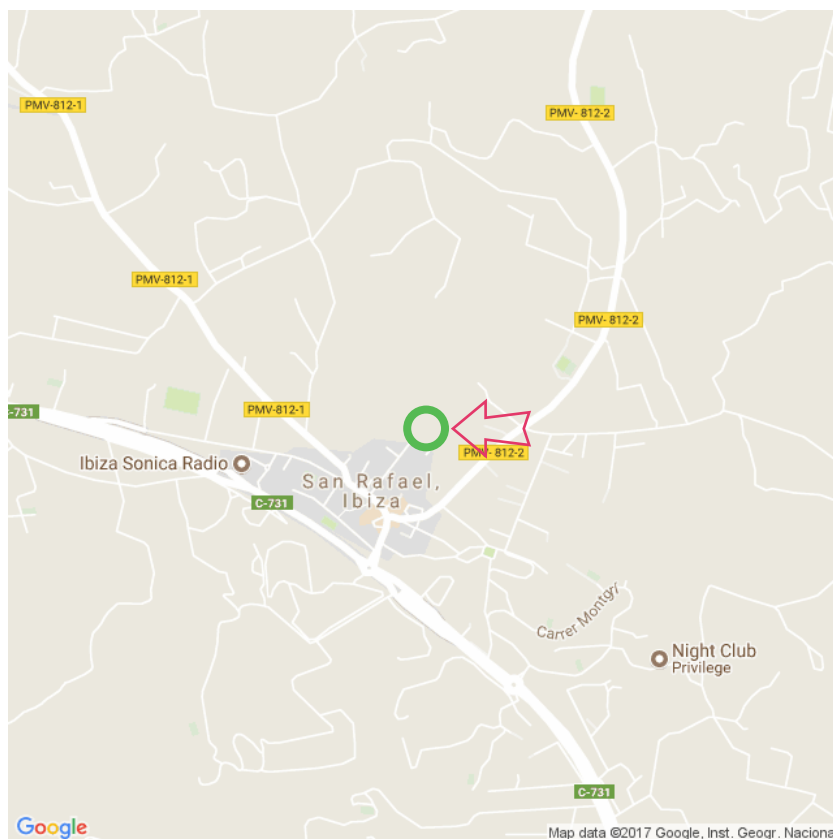 PMV-812-1
PMV- 812-2
PMV-812-1
PMV- 812-2
C-731
PMV-812-1
PMV- 812-2
Ibiza Sonica Radio
San Rafael,
Ibiza
C-731
Carrer Montgrí
Night Club
Privilege
C-731
Google
Map data ©2017 Google, Inst. Geogr. Naciona